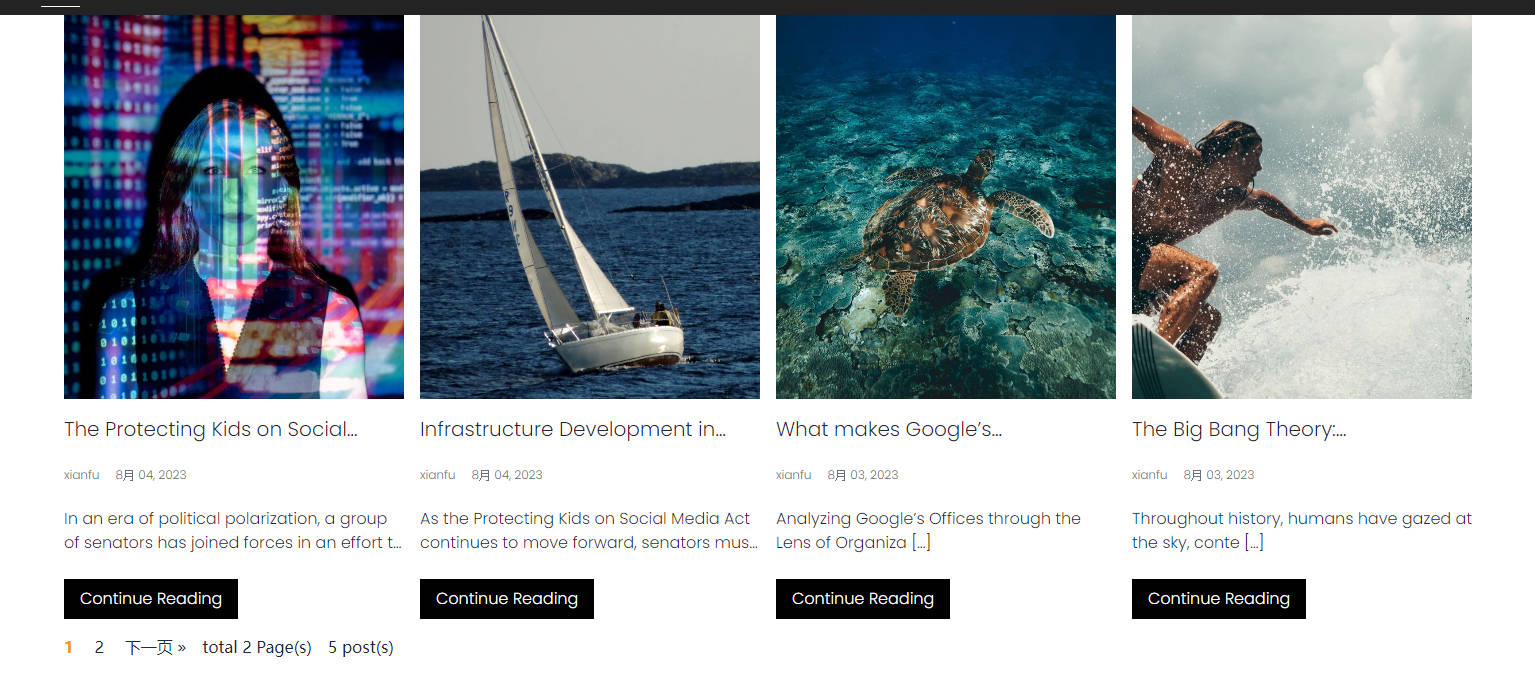 The Protecting Kids on Social...
xianfu 8月 04, 2023
In an era of political polarization, a group
of senators has joined forces in an effort t...
Continue Reading
Infrastructure Development in...
xianfu 8月 04, 2023
As the Protecting Kids on Social Media Act
continues to move forward, senators mus...
Continue Reading
What makes Google’s...
xianfu 8月 03, 2023
Analyzing Google’s Offices through the
Lens of Organiza [...]
Continue Reading
The Big Bang Theory:...
xianfu 8月 03, 2023
Throughout history, humans have gazed at
the sky, conte [...]
Continue Reading
1 2 下一页 » total 2 Page(s) 5 post(s)